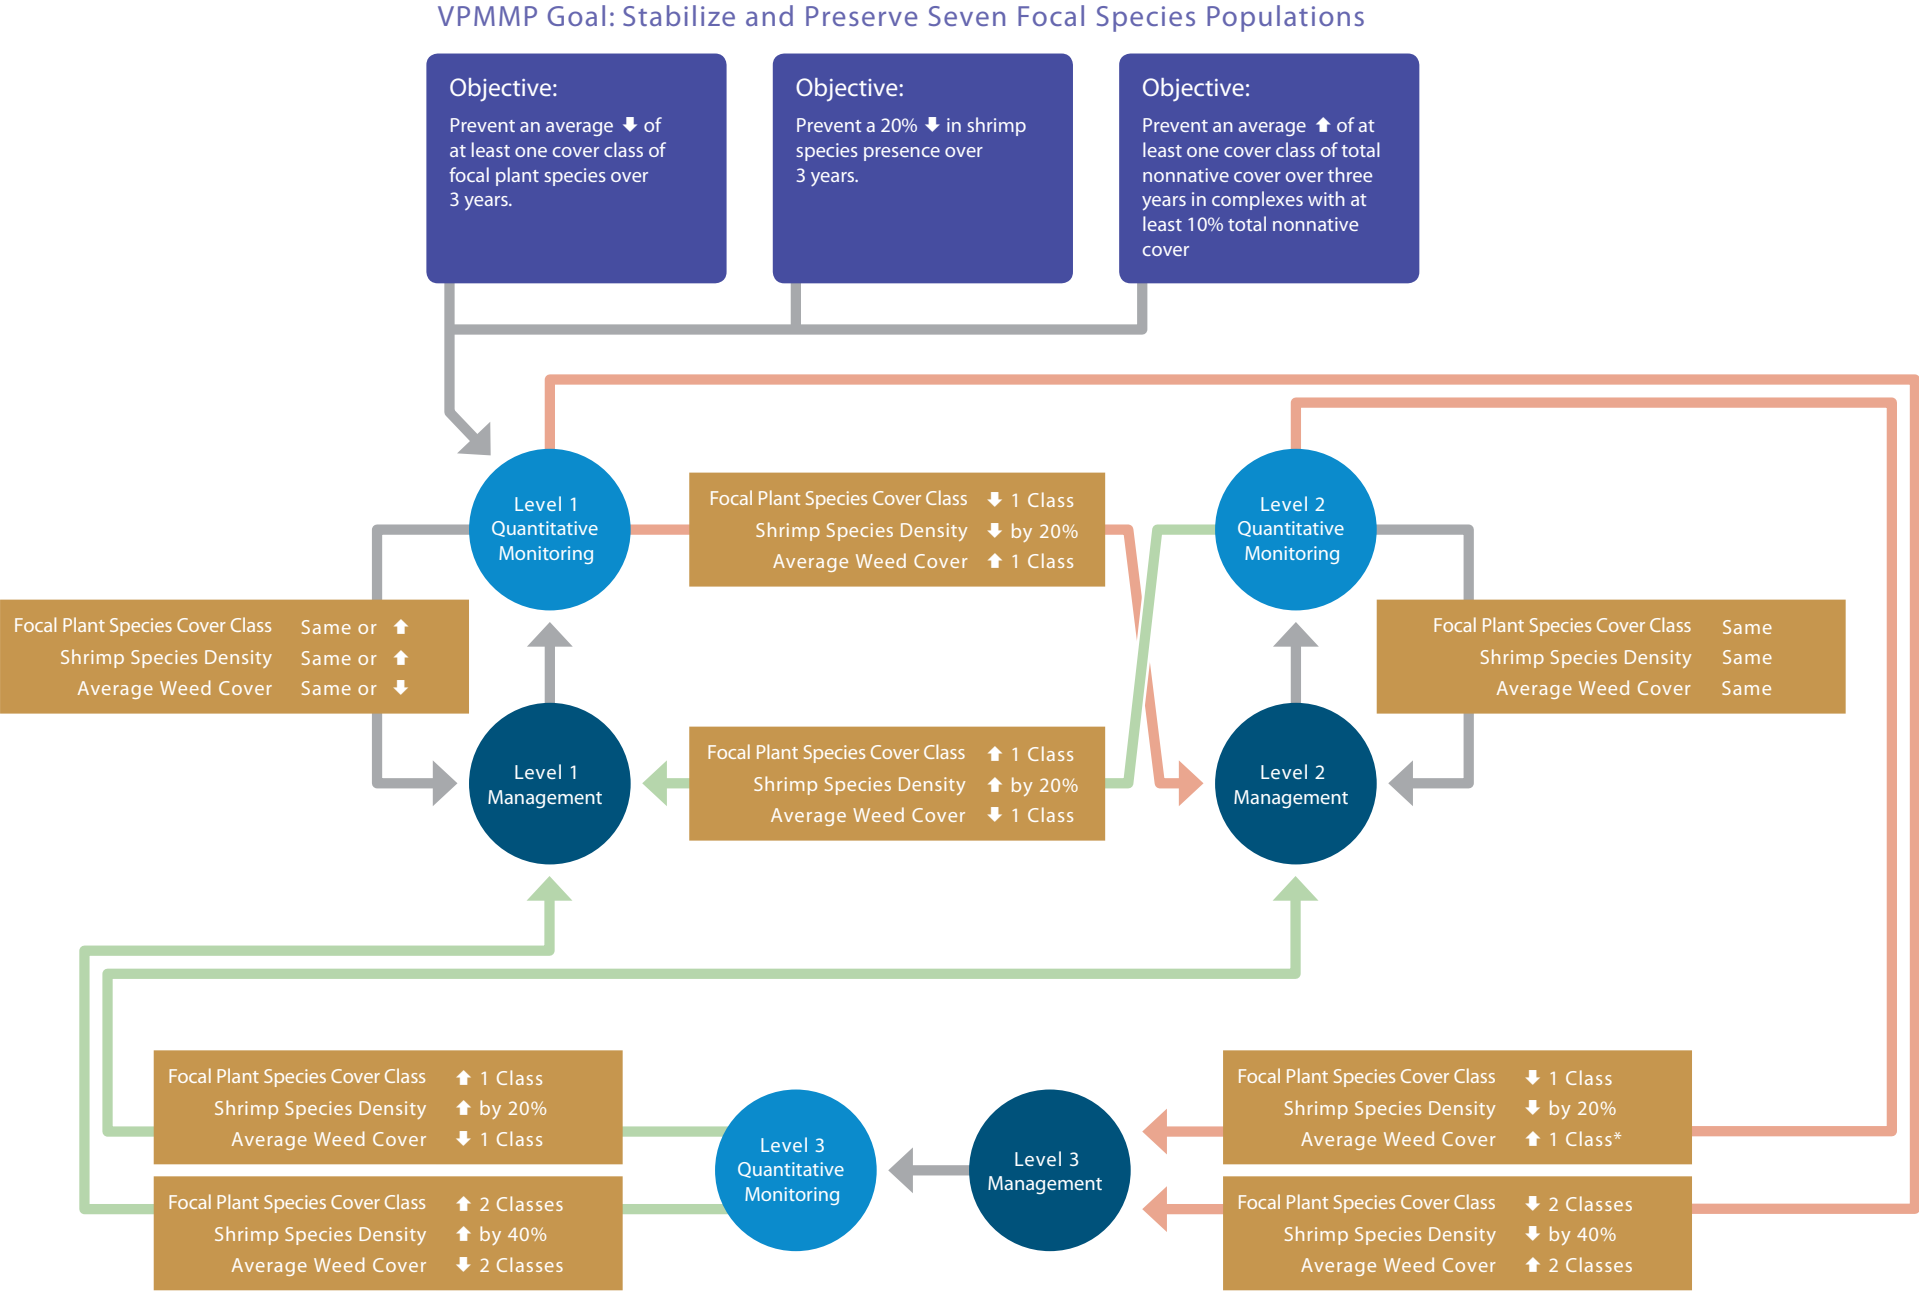 VPMMP Goal: Stabilize and Preserve Seven Focal Species Populations
Objective:
Prevent an average ⬇ of
at least one cover class of
focal plant species over
3 years.
Objective:
Prevent a 20% ⬇ in shrimp
species presence over
3 years.
Objective:
Prevent an average ⬆ of at
least one cover class of total
nonnative cover over three
years in complexes with at
least 10% total nonnative
cover
Level 1
Quantitative
Monitoring
Focal Plant Species Cover Class ⬇ 1 Class
Shrimp Species Density ⬇ by 20%
Average Weed Cover ⬆ 1 Class
Level 2
Quantitative
Monitoring
Focal Plant Species Cover Class Same or ⬆
Shrimp Species Density Same or ⬆
Average Weed Cover Same or ⬇
Focal Plant Species Cover Class Same
Shrimp Species Density Same
Average Weed Cover Same
Level 1
Management
Focal Plant Species Cover Class ⬆ 1 Class
Shrimp Species Density ⬆ by 20%
Average Weed Cover ⬇ 1 Class
Level 2
Management
Focal Plant Species Cover Class ⬆ 1 Class
Shrimp Species Density ⬆ by 20%
Average Weed Cover ⬇ 1 Class
Focal Plant Species Cover Class ⬆ 2 Classes
Shrimp Species Density ⬆ by 40%
Average Weed Cover ⬇ 2 Classes
Level 3
Quantitative
Monitoring
Level 3
Management
Focal Plant Species Cover Class ⬇ 1 Class
Shrimp Species Density ⬇ by 20%
Average Weed Cover ⬆ 1 Class*
Focal Plant Species Cover Class ⬇ 2 Classes
Shrimp Species Density ⬇ by 40%
Average Weed Cover ⬆ 2 Classes